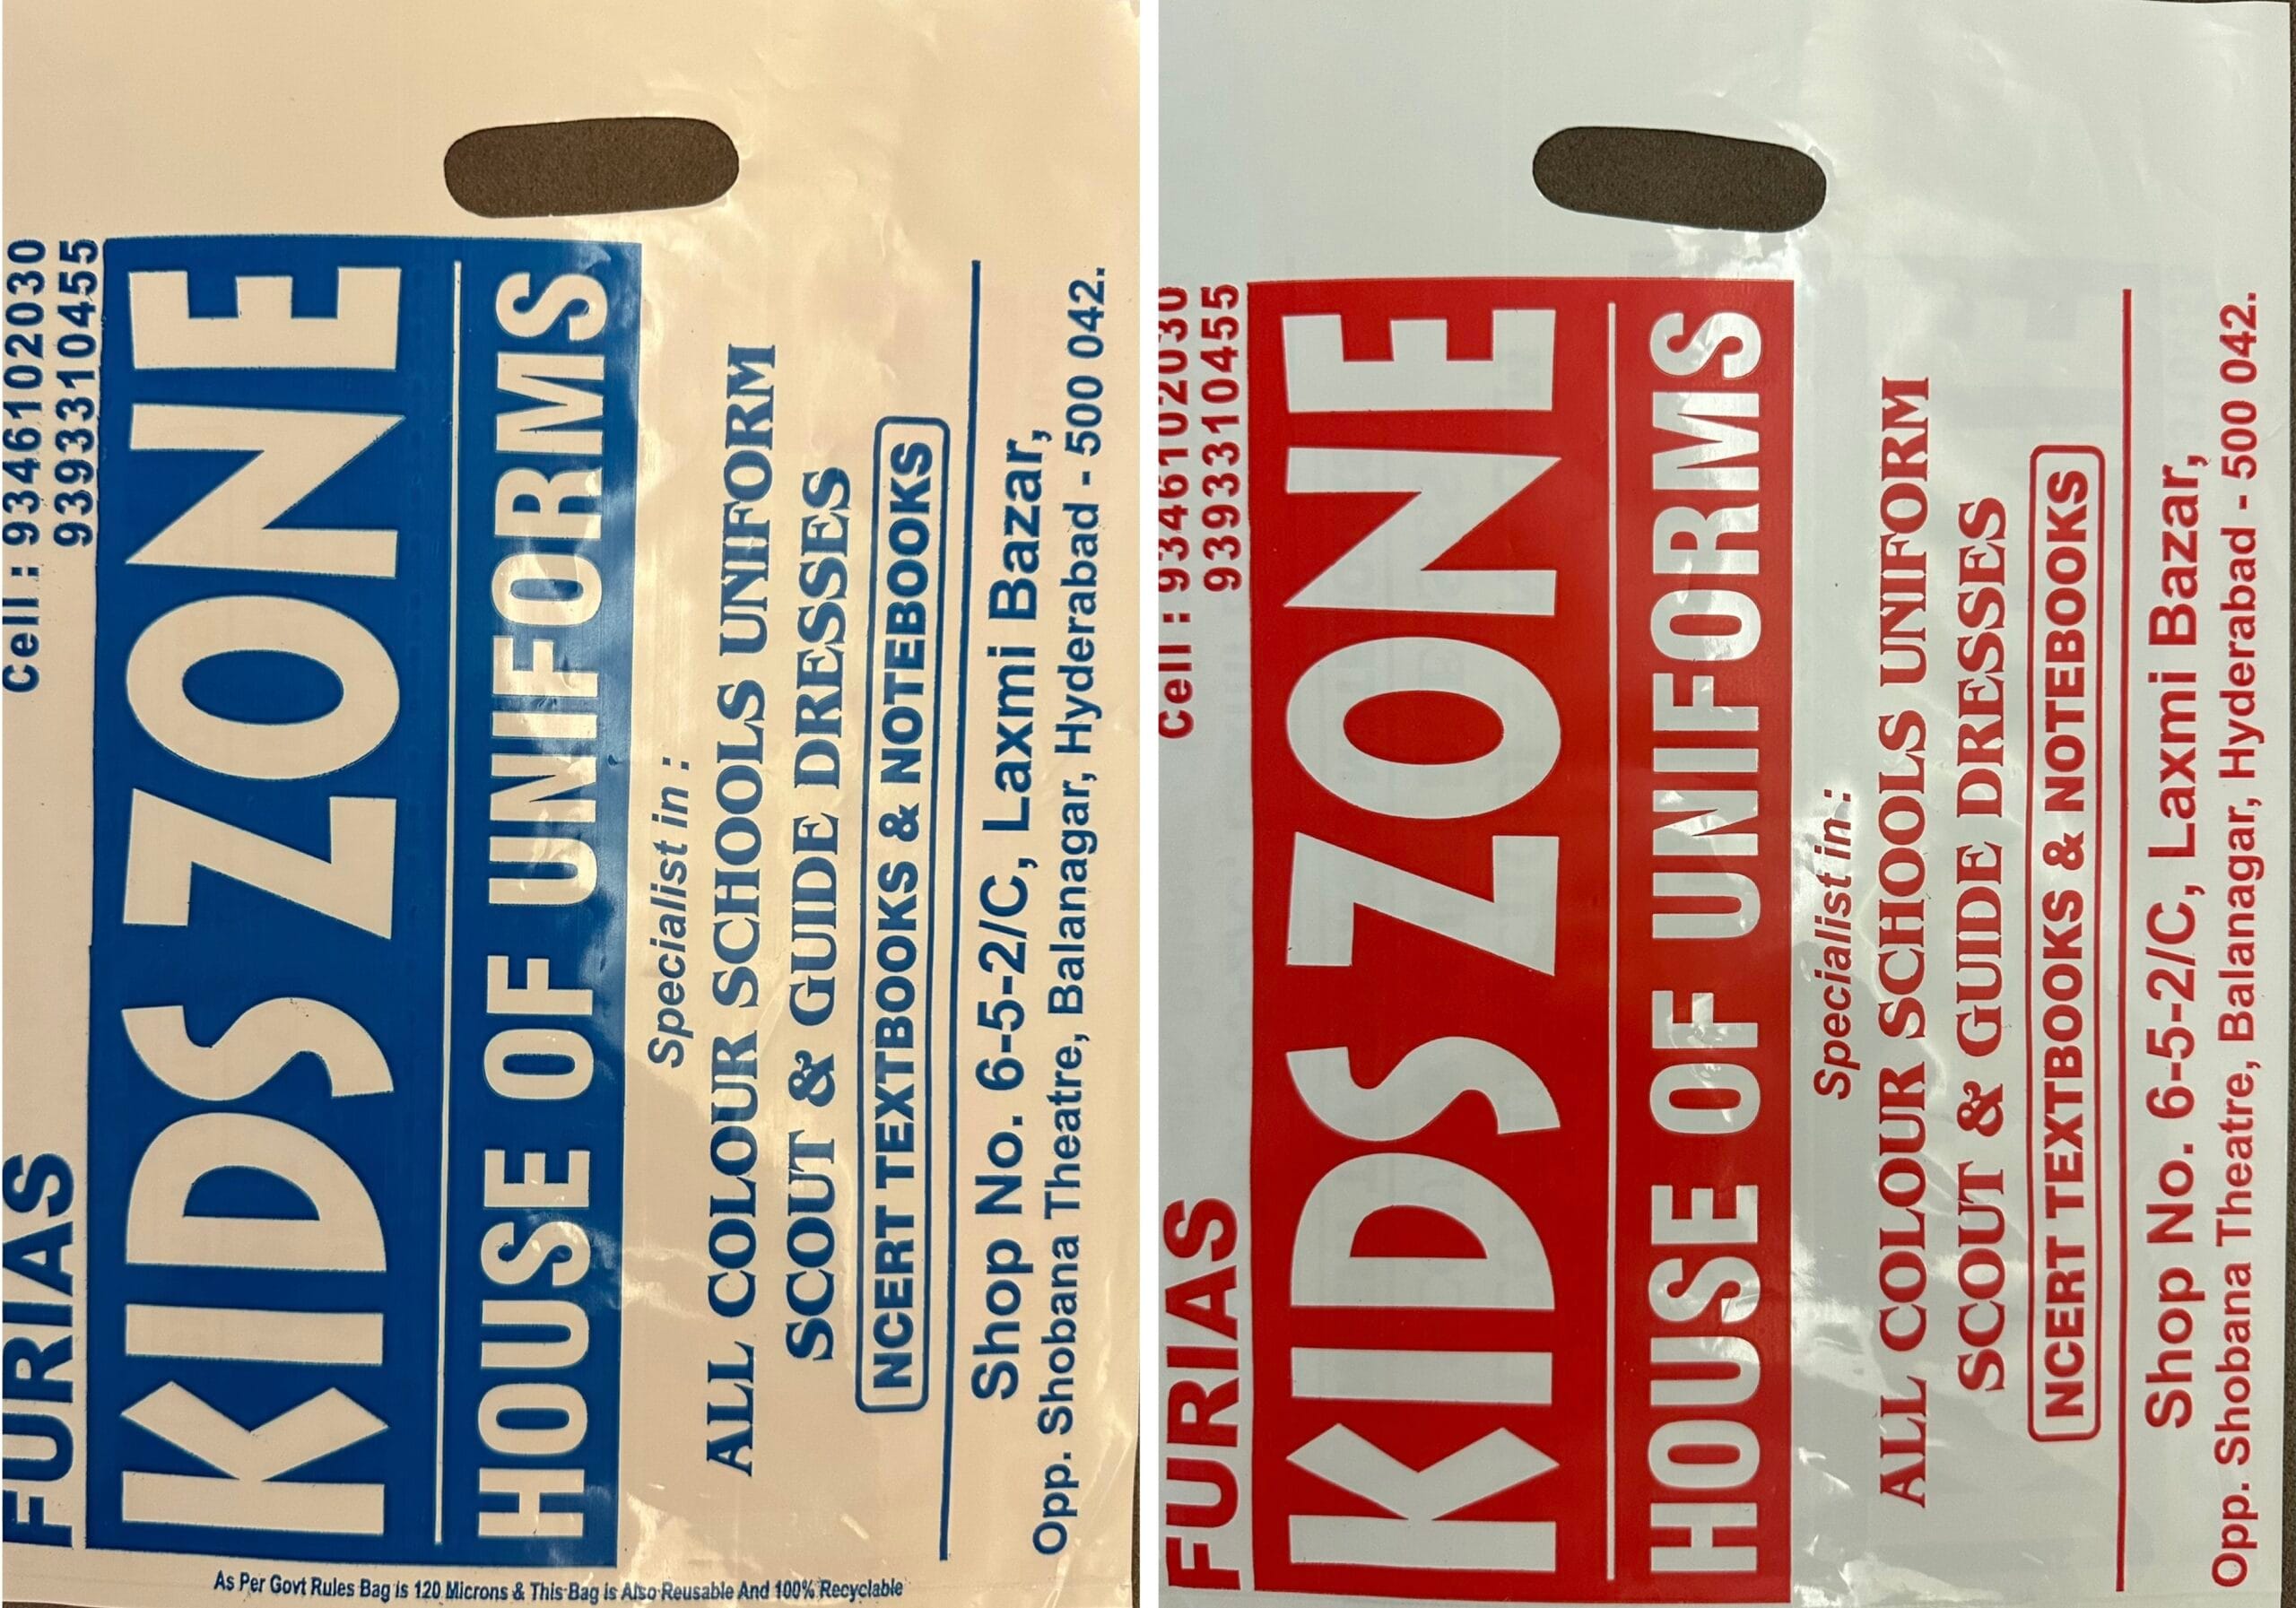 FURIAS
Cell : 9346102030
9393310455
KIDS ZONE
HOUSE OF UNIFORMS
Specialist in :
ALL COLOUR SCHOOLS UNIFORM
SCOUT & GUIDE DRESSES
NCERT TEXTBOOKS & NOTEBOOKS
Shop No. 6-5-2/C, Laxmi Bazar,
Opp. Shobana Theatre, Balanagar, Hyderabad - 500 042.
As Per Govt Rules Bag is 120 Microns & This Bag is Also Reusable And 100% Recyclable
FURIAS
Cell : 9346102030
9393310455
KIDS ZONE
HOUSE OF UNIFORMS
Specialist in :
ALL COLOUR SCHOOLS UNIFORM
SCOUT & GUIDE DRESSES
NCERT TEXTBOOKS & NOTEBOOKS
Shop No. 6-5-2/C, Laxmi Bazar,
Opp. Shobana Theatre, Balanagar, Hyderabad - 500 042.